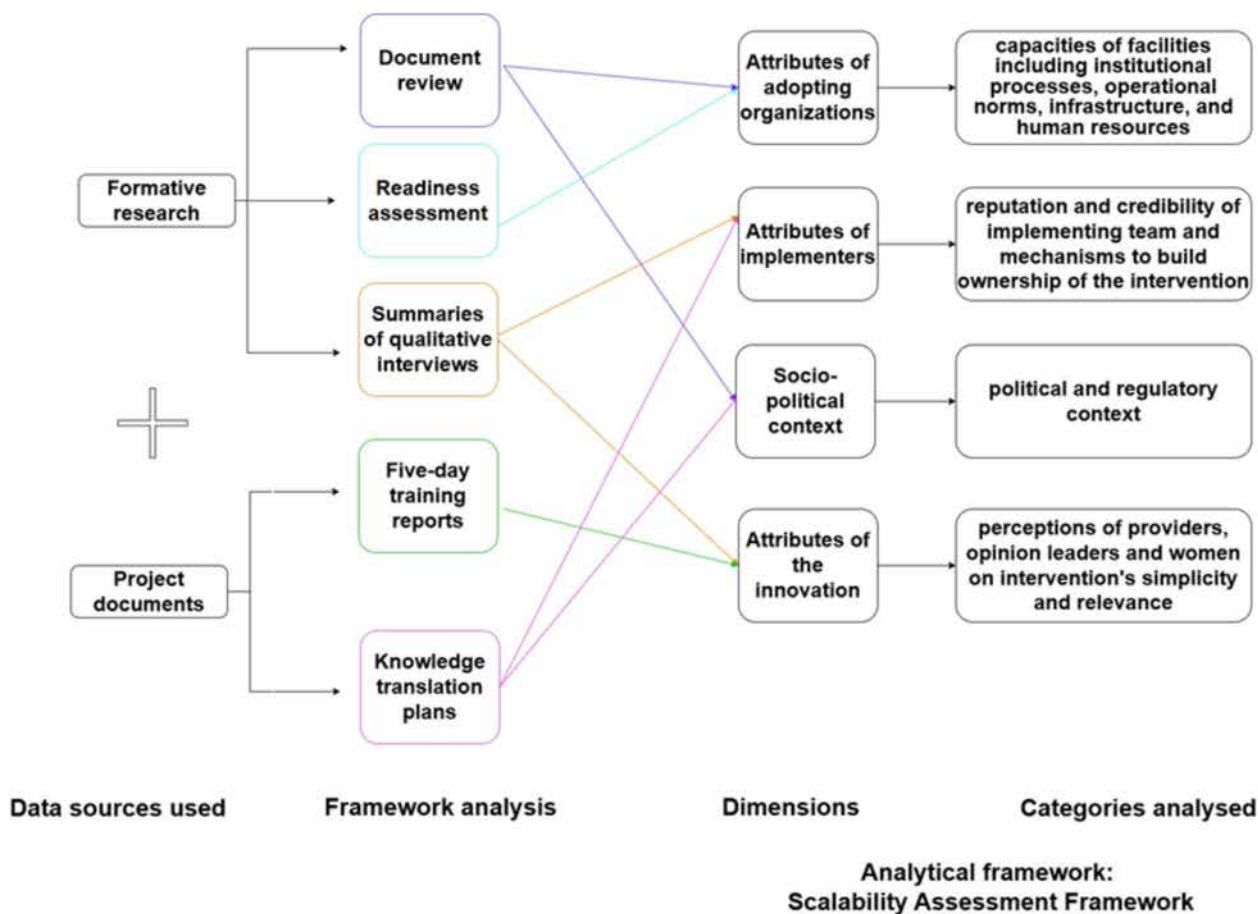 Formative
research
Project
documents
Document
review
Readiness
assessment
Summaries
of qualitative
interviews
Five-day
training
reports
Knowledge
translation
plans
Attributes of
adopting
organizations
Attributes of
implementers
Socio-
political
context
Attributes of
the
innovation
capacities of facilities
including institutional
processes, operational
norms, infrastructure, and
human resources
reputation and credibility of
implementing team and
mechanisms to build
ownership of the intervention
political and regulatory
context
perceptions of providers,
opinion leaders and women
on intervention's simplicity
and relevance
Data sources used
Framework analysis
Dimensions
Categories analysed
Analytical framework:
Scalability Assessment Framework